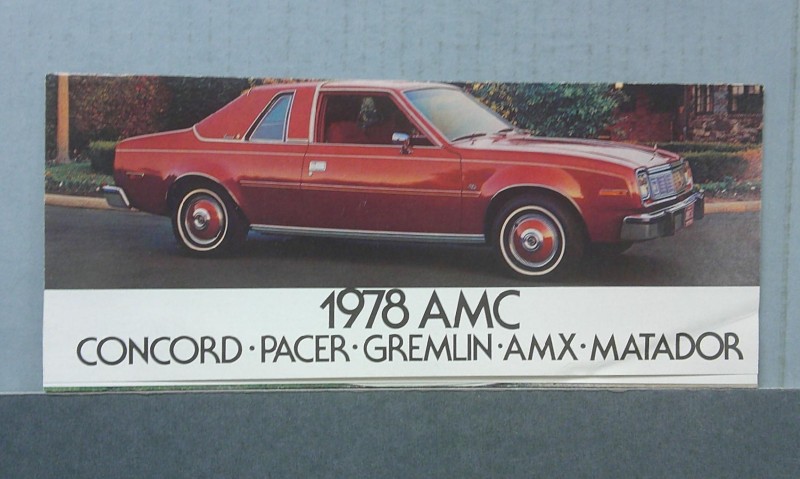 1978 AMC
CONCORD·PACER·GREMLIN·AMX·MATADOR